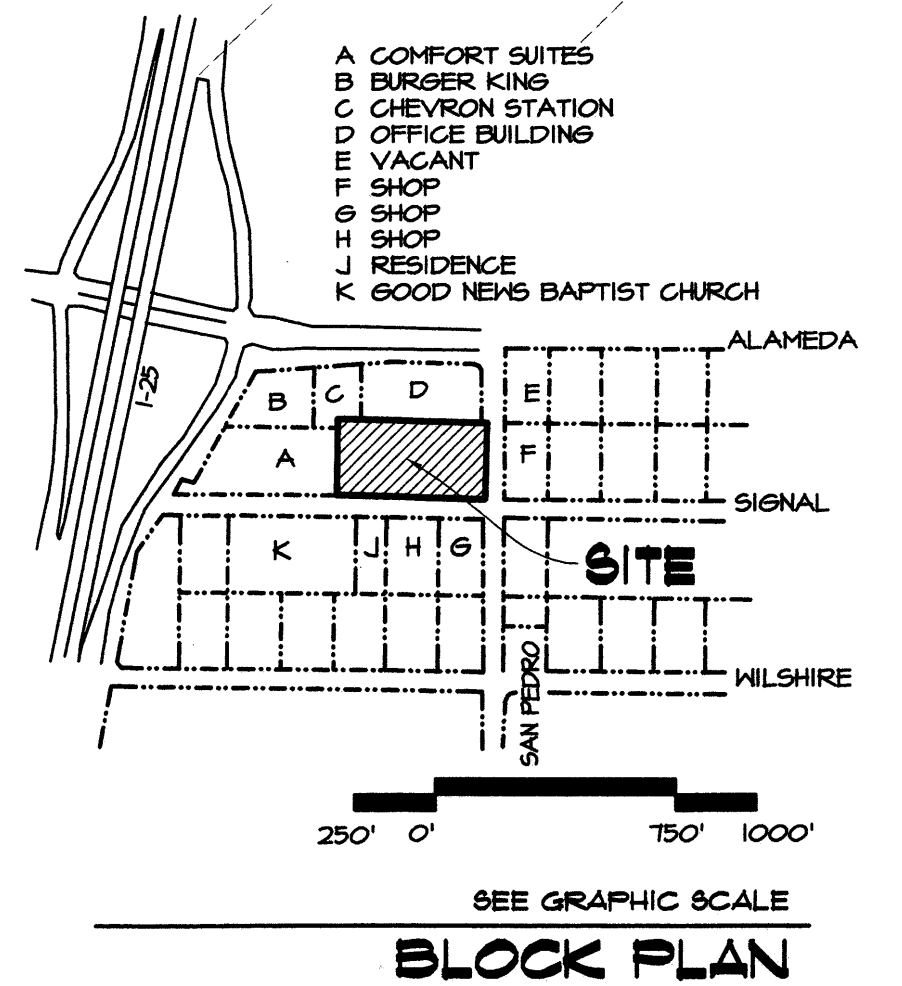 A COMFORT SUITES
B BURGER KING
C CHEVRON STATION
D OFFICE BUILDING
E VACANT
F SHOP
G SHOP
H SHOP
J RESIDENCE
K GOOD NEWS BAPTIST CHURCH
ALAMEDA
I-25
B
C
D
E
A
F
SIGNAL
K
J
H
G
SITE
WILSHIRE
SAN PEDRO
250' 0' 750' 1000'
SEE GRAPHIC SCALE
BLOCK PLAN